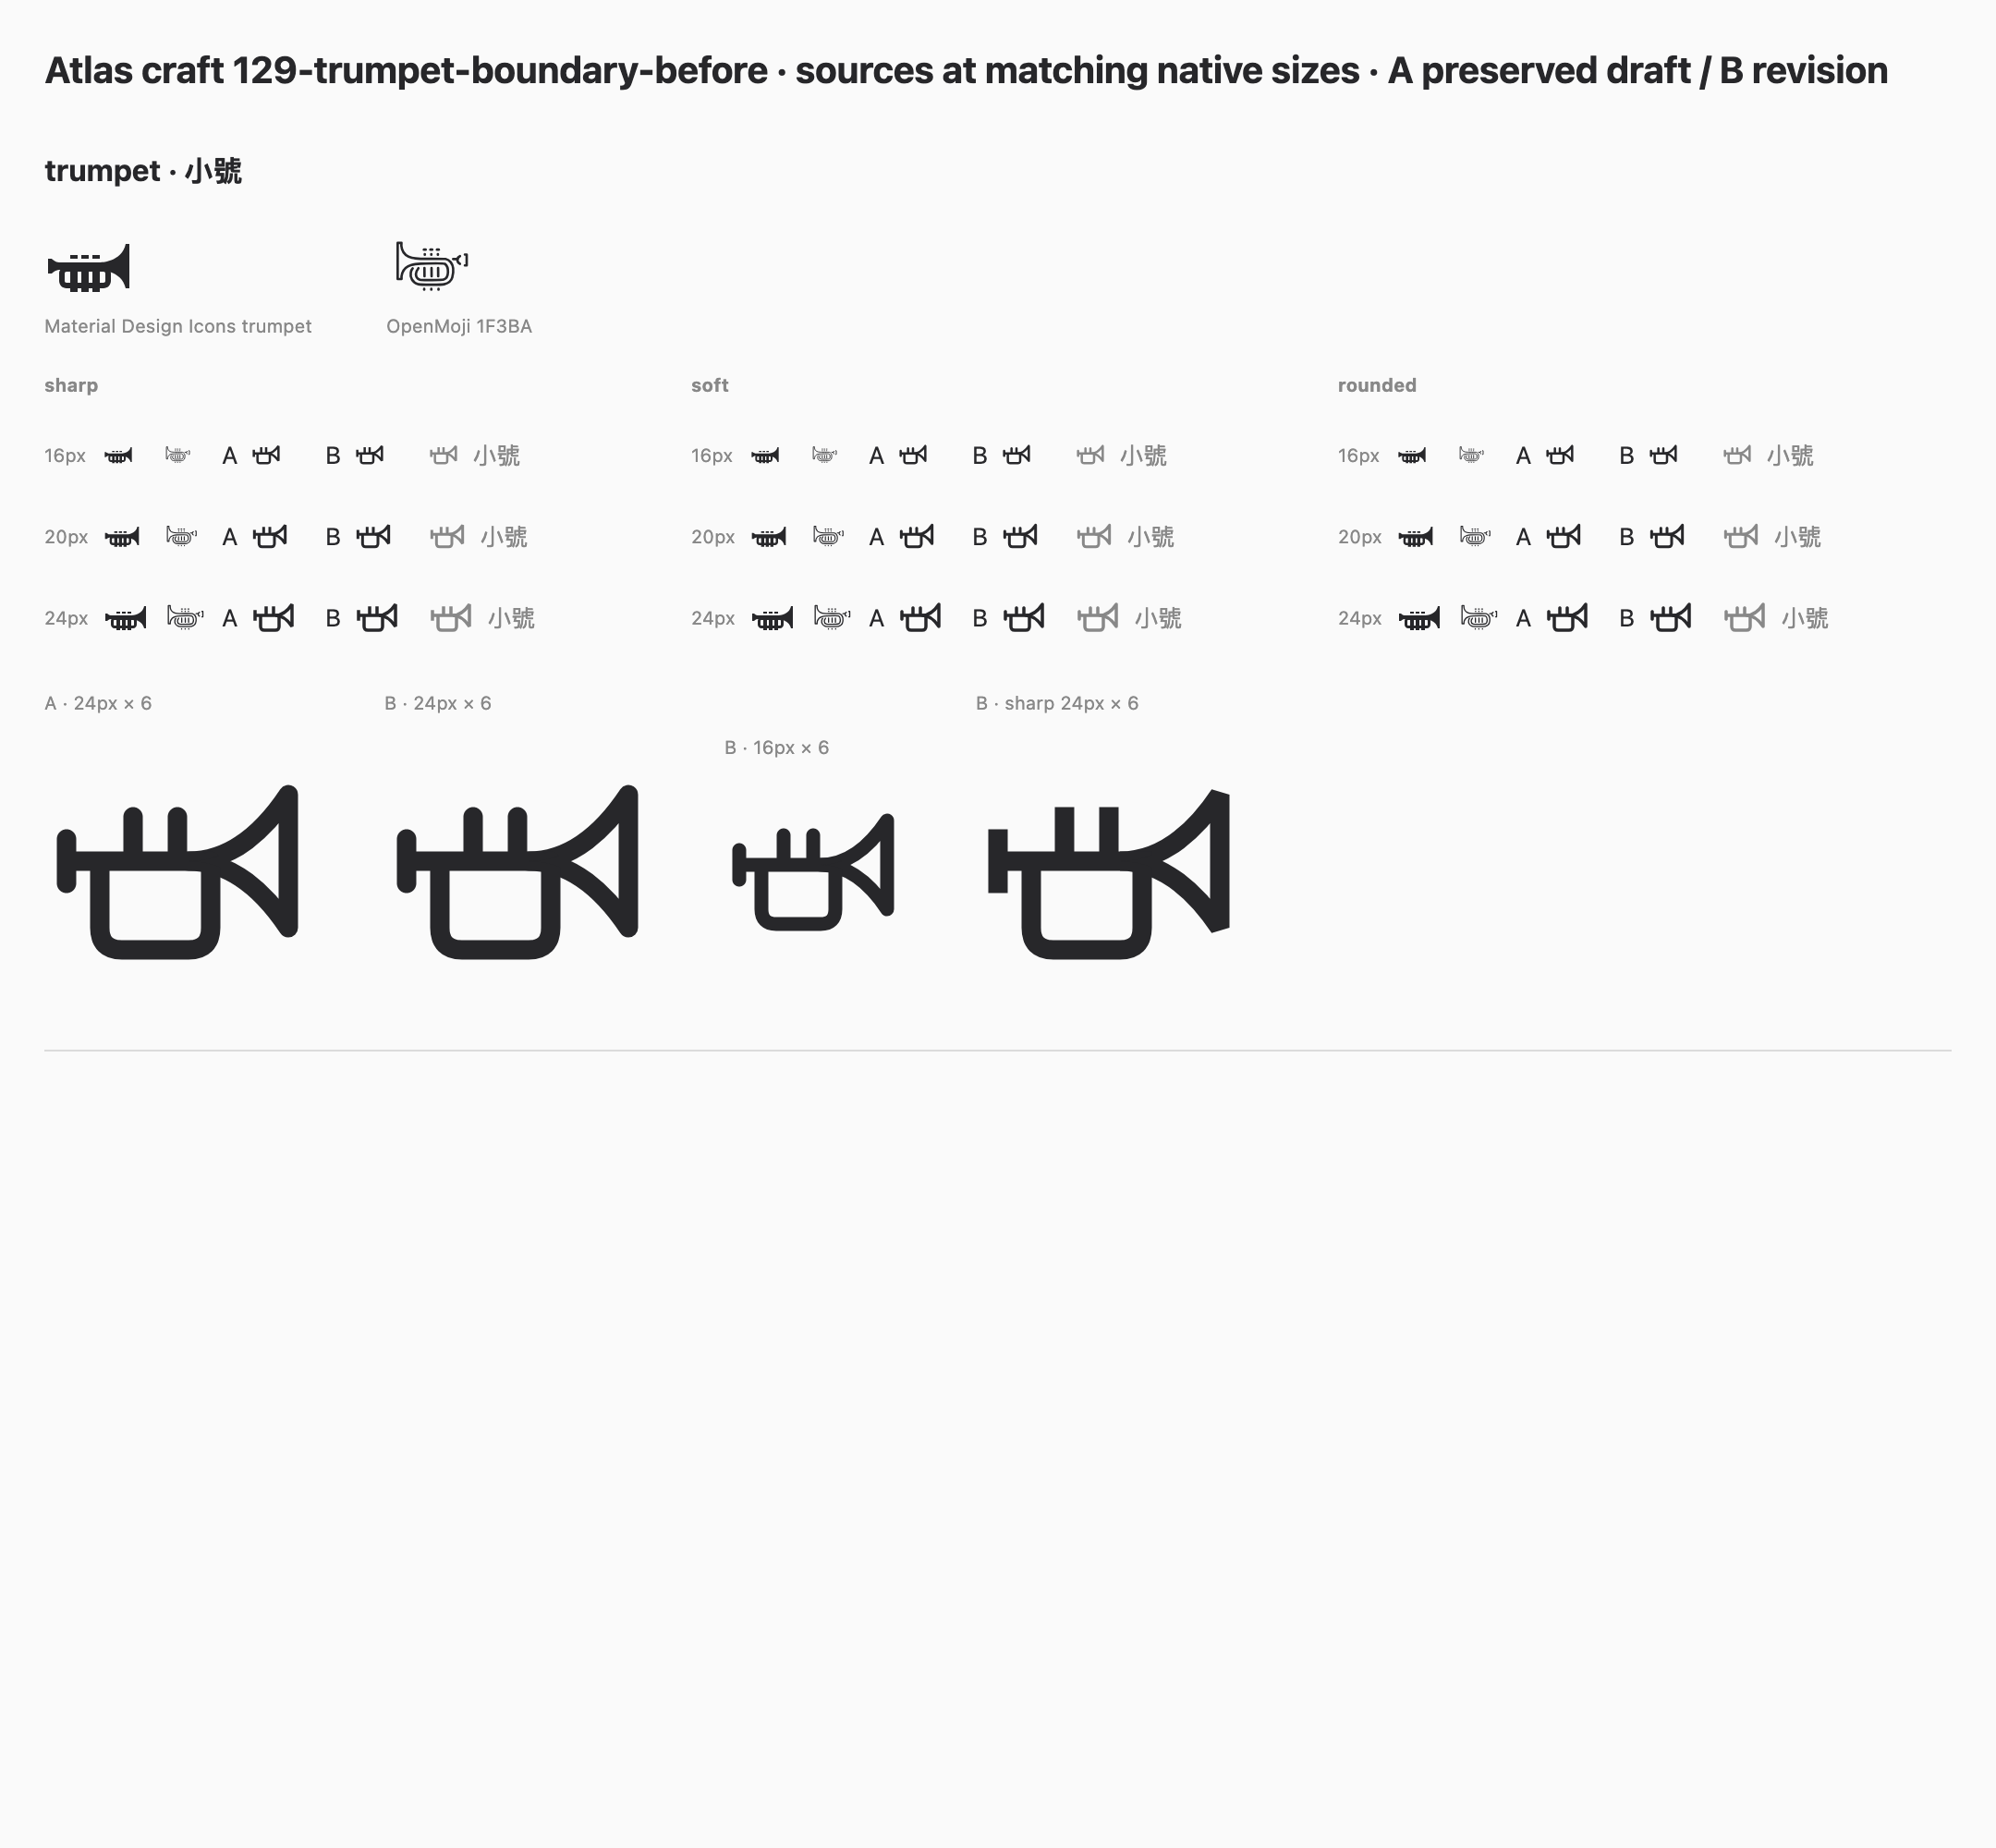 Atlas craft 129-trumpet-boundary-before · sources at matching native sizes · A preserved draft / B revision
trumpet · 小號
Material Design Icons trumpet
OpenMoji 1F3BA
sharp
soft
rounded
16px A B 小號
16px A B 小號
16px A B 小號
20px A B 小號
20px A B 小號
20px A B 小號
24px A B 小號
24px A B 小號
24px A B 小號
A · 24px × 6
B · 24px × 6
B · 16px × 6
B · sharp 24px × 6